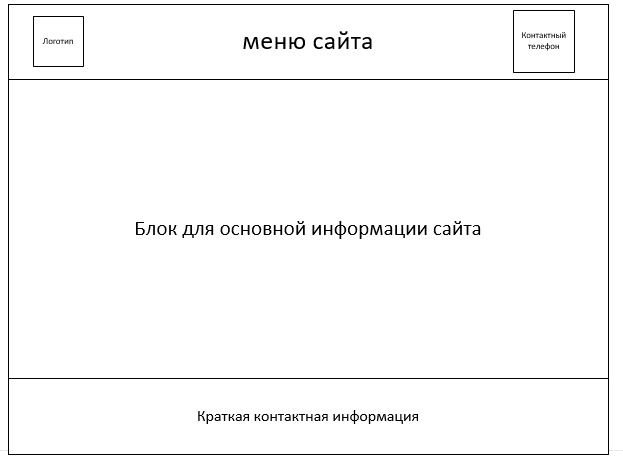 Логотип
меню сайта
Контактный
телефон
Блок для основной информации сайта
Краткая контактная информация